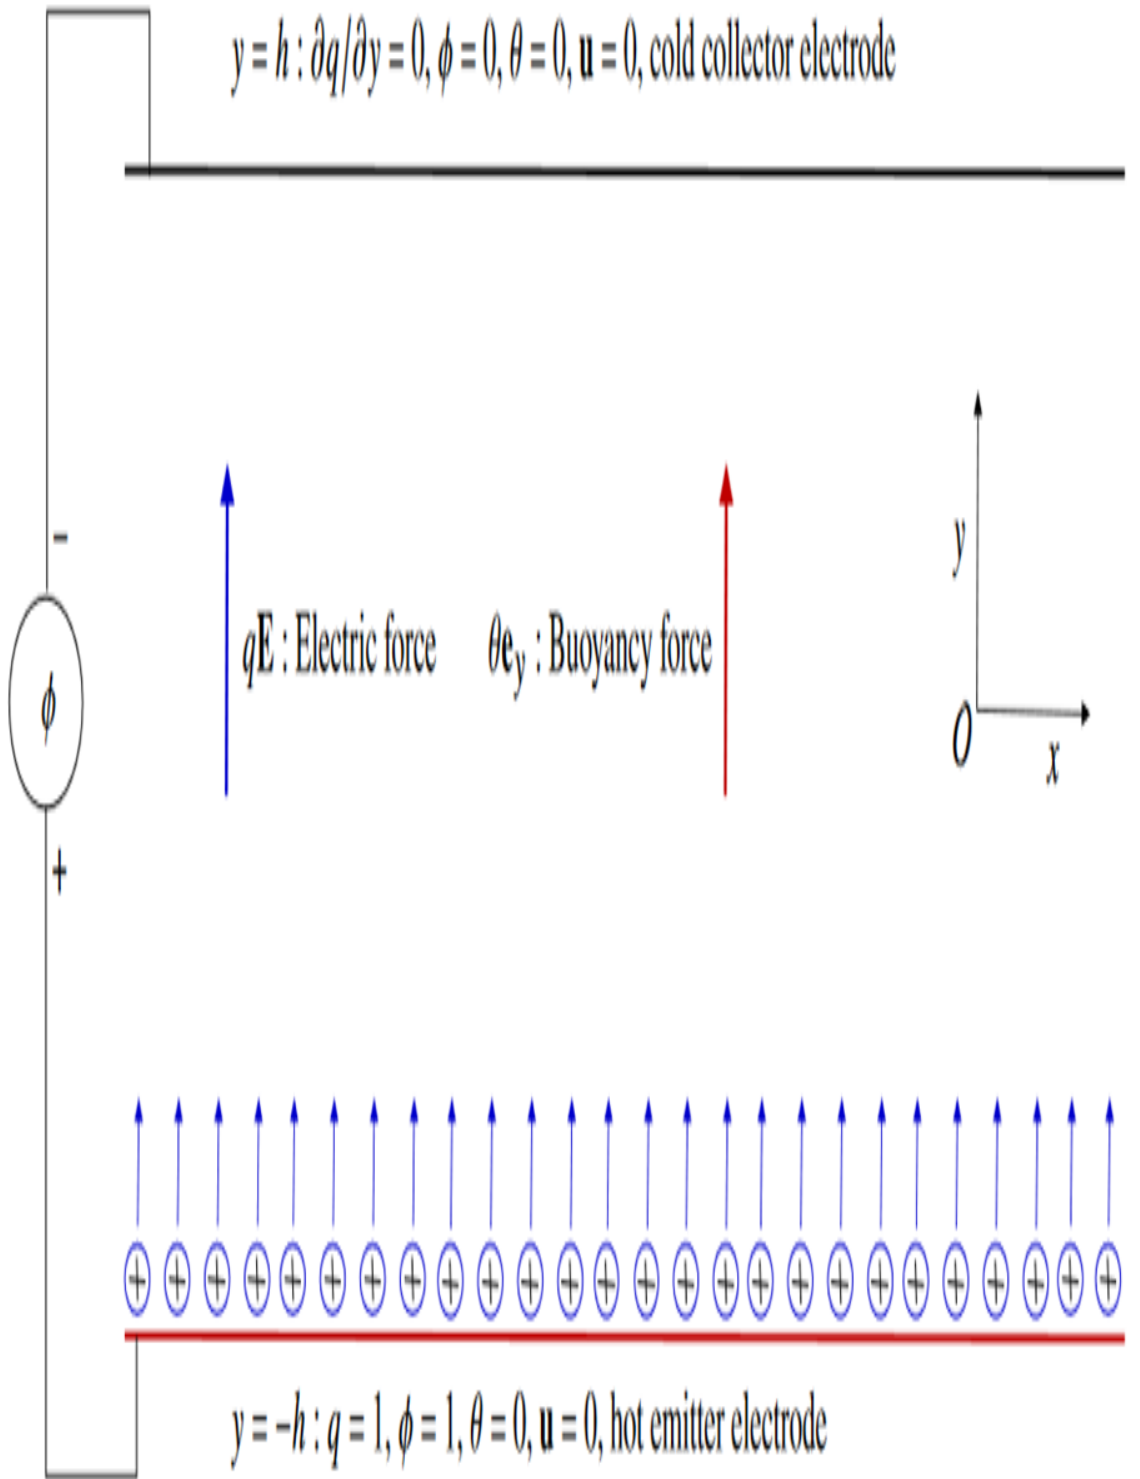 y = h : ∂q/∂y = 0, ϕ = 0, θ = 0, u = 0, cold collector electrode
−
y
qE : Electric force
θe_y : Buoyancy force
ϕ
O
x
+
+ + + + + + + + + + + + + + + + + + + + + + + + + +
y = −h : q = 1, ϕ = 1, θ = 0, u = 0, hot emitter electrode